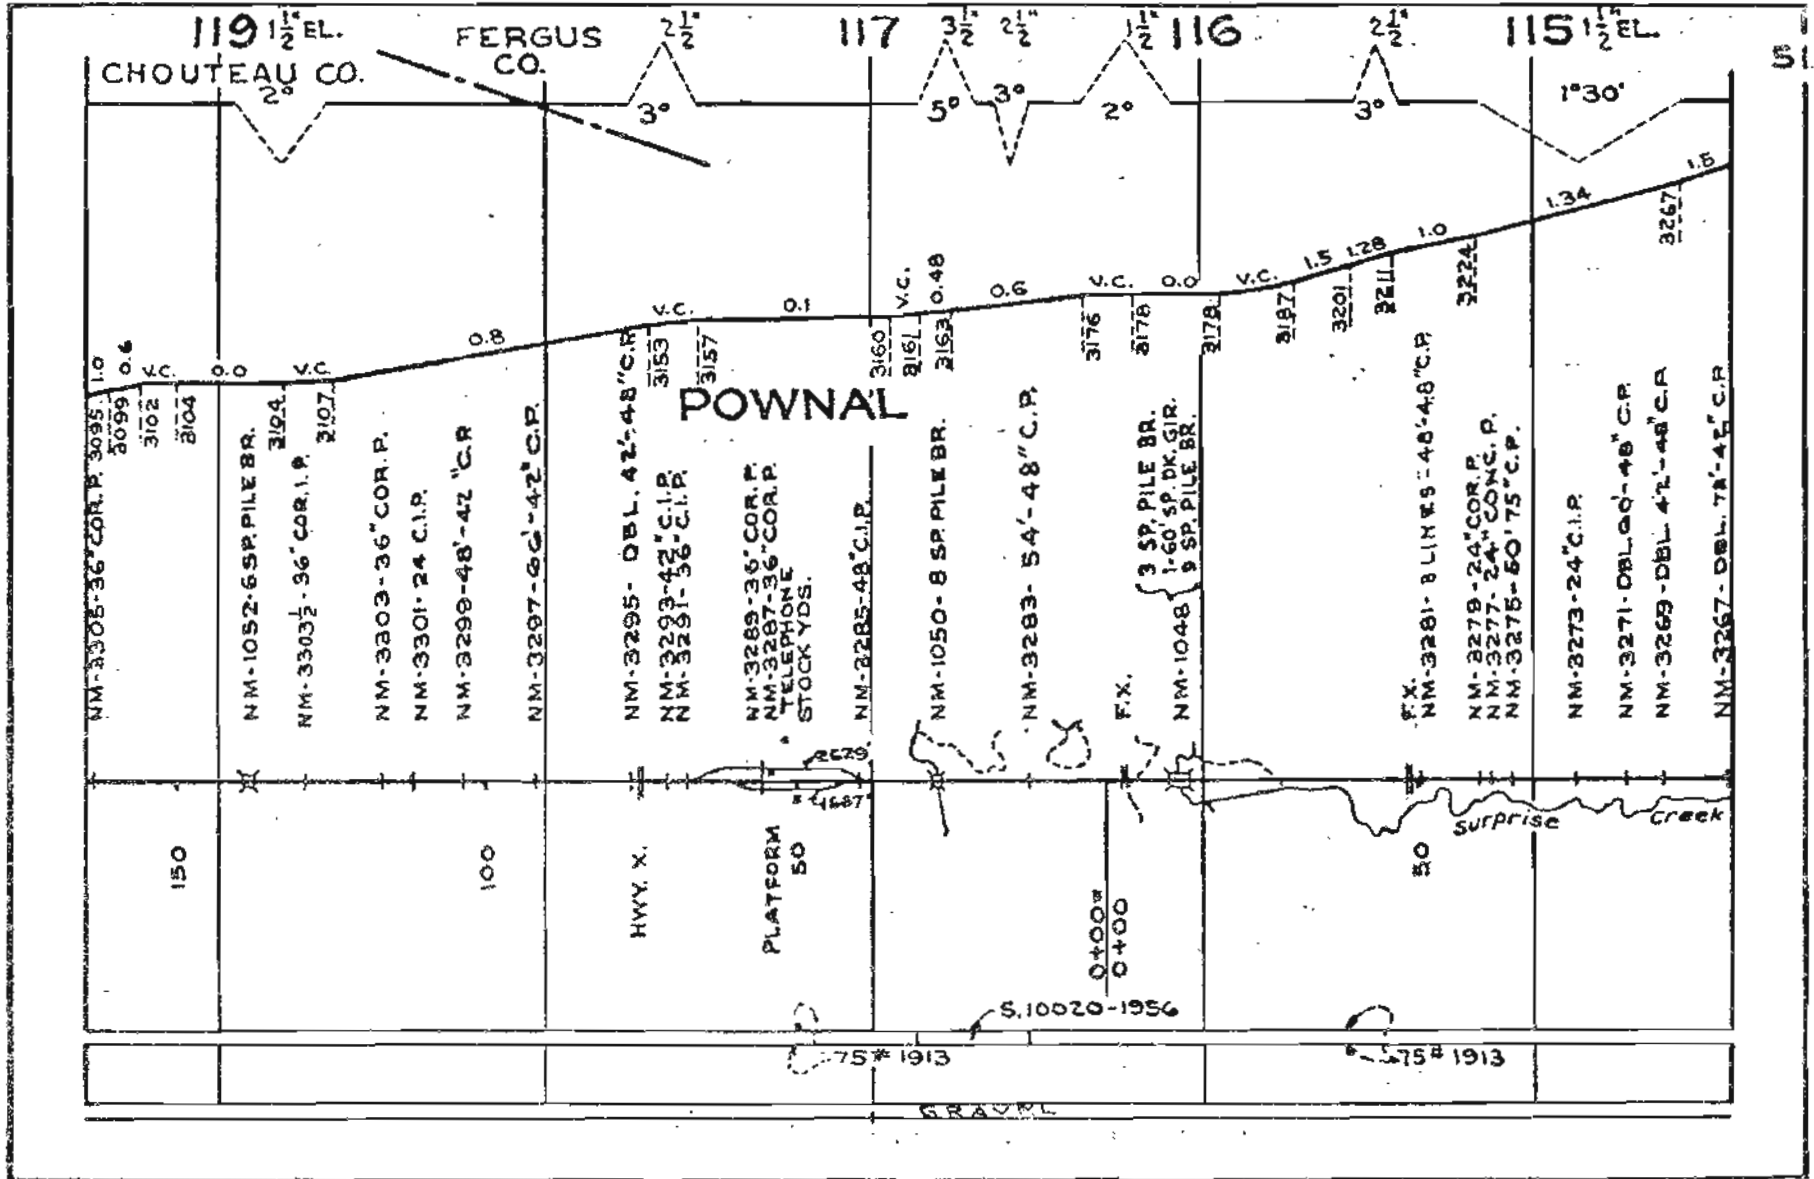 119 1½" EL.
2½"
117
3½"
2½"
1½"
116
2½"
115 1½" EL.
FERGUS
CO.
CHOUTEAU CO.
2°
3°
5°
3°
2°
3°
1°30'
1.0
0.6
V.C.
0.0
V.C.
0.8
V.C.
0.1
V.C.
0.48
0.6
V.C.
0.0
V.C.
1.5
1.28
1.0
1.34
1.5
3095
3099
3102
3104
3104
3107
3153
3157
3160
3161
3163
3176
3178
3178
3187
3201
3211
3224
3267
POWNAL
NM-3305-36" COR.P.
NM-1052-6 SP. PILE BR.
NM-3303½-36" COR.I.P.
NM-3303-36" COR.P.
NM-3301-24 C.I.P.
NM-3299-48'-42" C.P.
NM-3297-60'-42" C.P.
NM-3295-DBL.42'-48" C.P.
NM-3293-42" C.I.P.
NM-3291-36" C.I.P.
NM-3289-36" COR.P.
NM-3287-36" COR.P.
TELEPHONE
STOCK YDS.
NM-3285-48" C.I.P.
NM-1050-8 SP. PILE BR.
NM-3283-54'-48" C.P.
F.X.
NM-1048
3 SP. PILE BR.
1-60' SP. DK. GIR.
9 SP. PILE BR.
F.X.
NM-3281-8 LINES-48'-48" C.P.
NM-3279-24" COR.P.
NM-3277-24" CONC.P.
NM-3275-50' 75" C.P.
NM-3273-24" C.I.P.
NM-3271-DBL.60'-48" C.P.
NM-3269-DBL 42'-48" C.P.
NM-3267-DBL.78'-42" C.P.
2629
1687
Surprise Creek
150
100
HWY. X.
PLATFORM
50
0+00=
0+00
50
S.10020-1956
75# 1913
75# 1913
GRAVEL